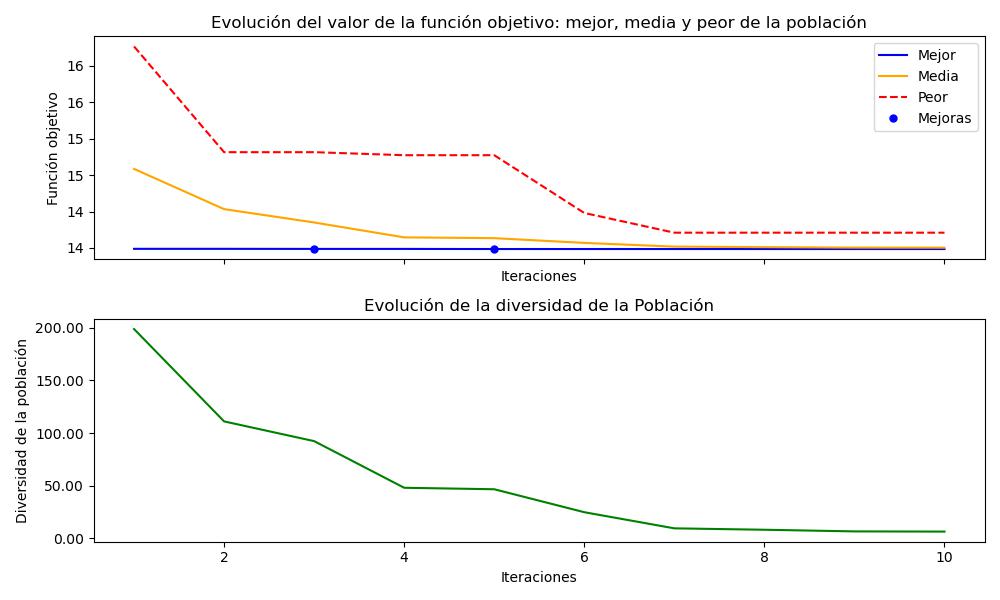 Evolución del valor de la función objetivo: mejor, media y peor de la población
Función objetivo
16
16
15
15
14
14
Mejor
Media
Peor
Mejoras
Iteraciones
Evolución de la diversidad de la Población
Diversidad de la población
200.00
150.00
100.00
50.00
0.00
2
4
6
8
10
Iteraciones